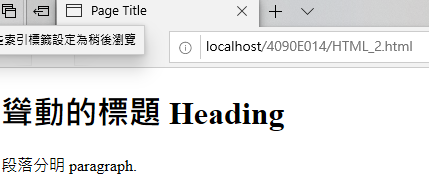 Page Title
些索引標籤設定為稍後瀏覽
localhost/4090E014/HTML_2.html
聳動的標題 Heading
段落分明 paragraph.